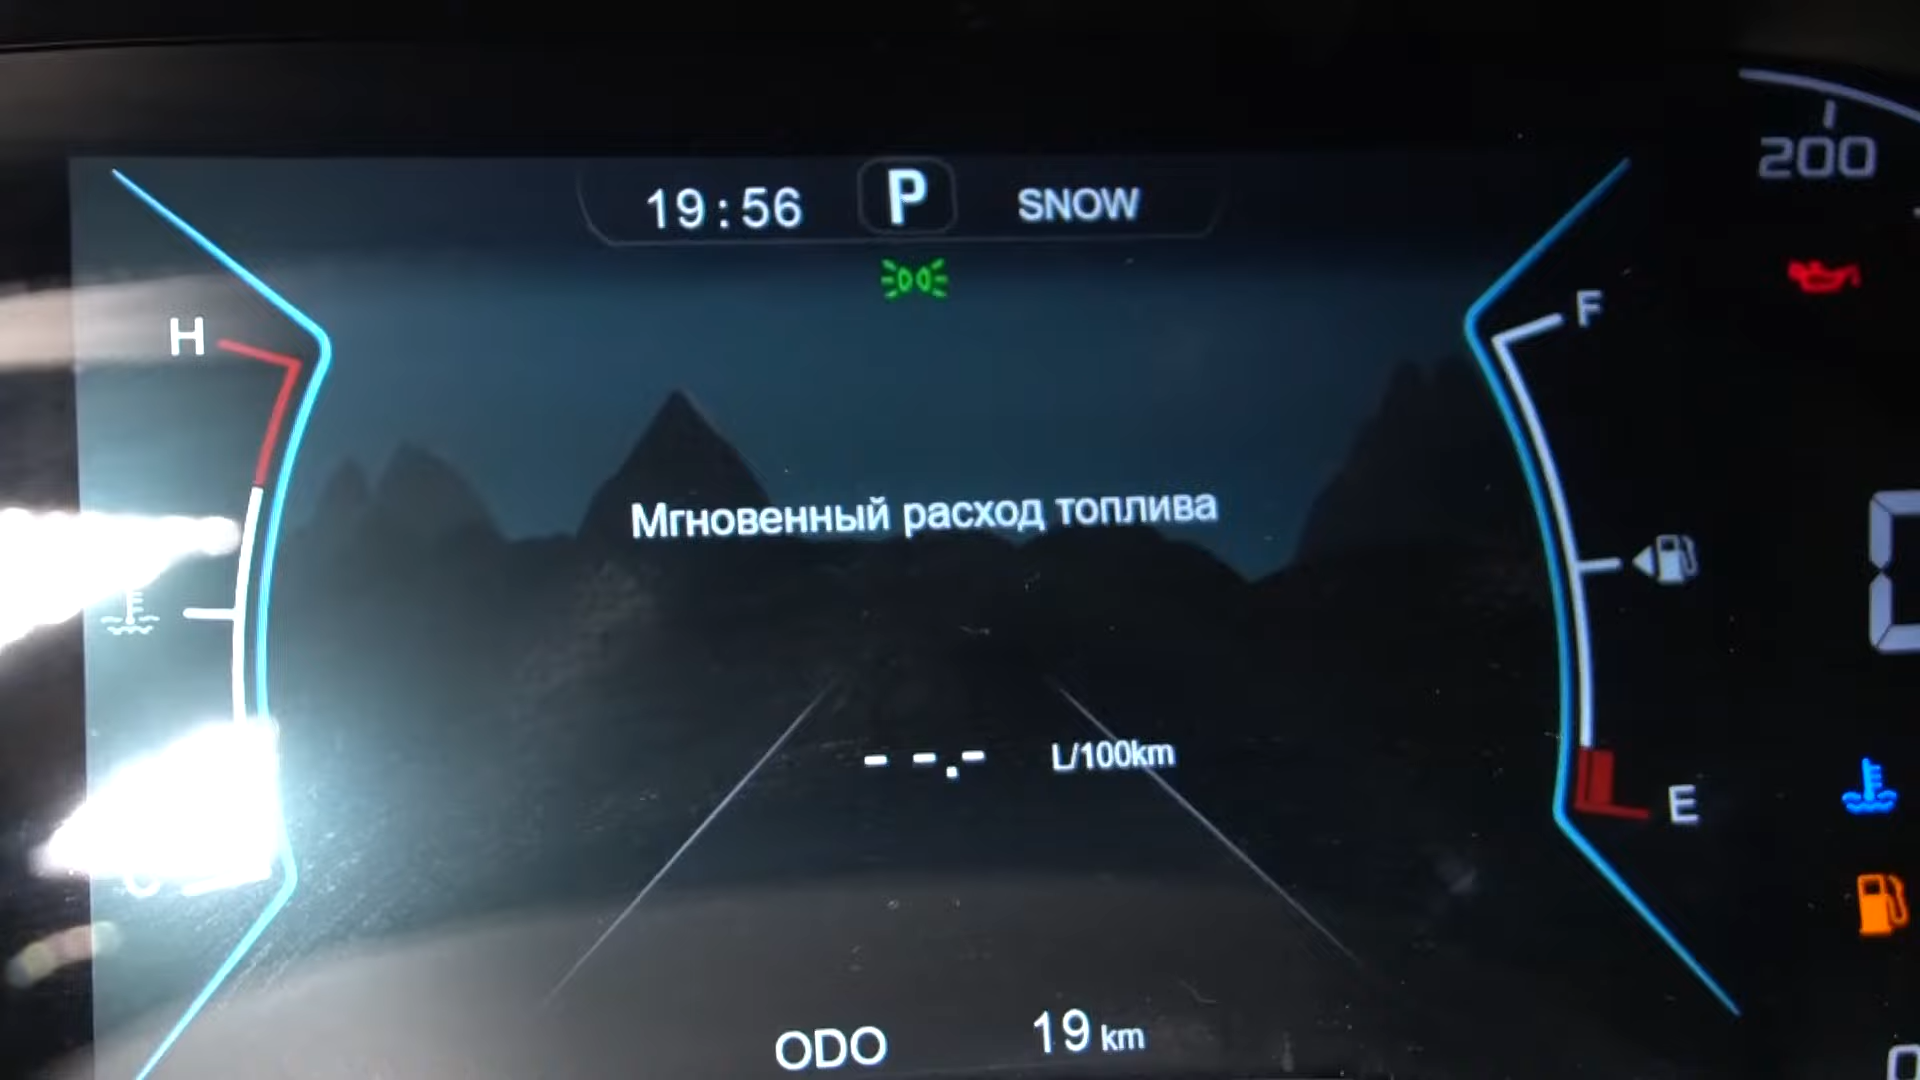 19:56 P SNOW
200
H
F
Мгновенный расход топлива
--.- L/100km
E
ODO 19 km